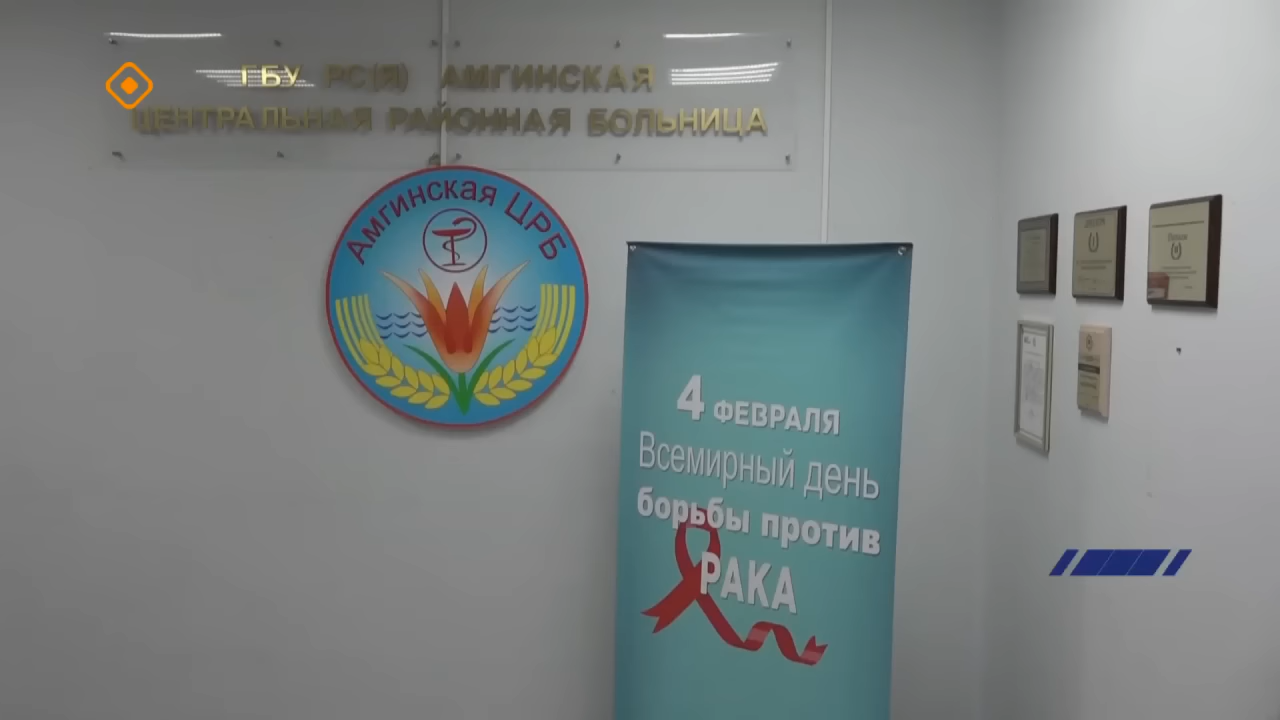 ГБУ РС(Я) АМГИНСКАЯ
ЦЕНТРАЛЬНАЯ РАЙОННАЯ БОЛЬНИЦА
Амгинская ЦРБ
4 ФЕВРАЛЯ
Всемирный день
борьбы против
РАКА